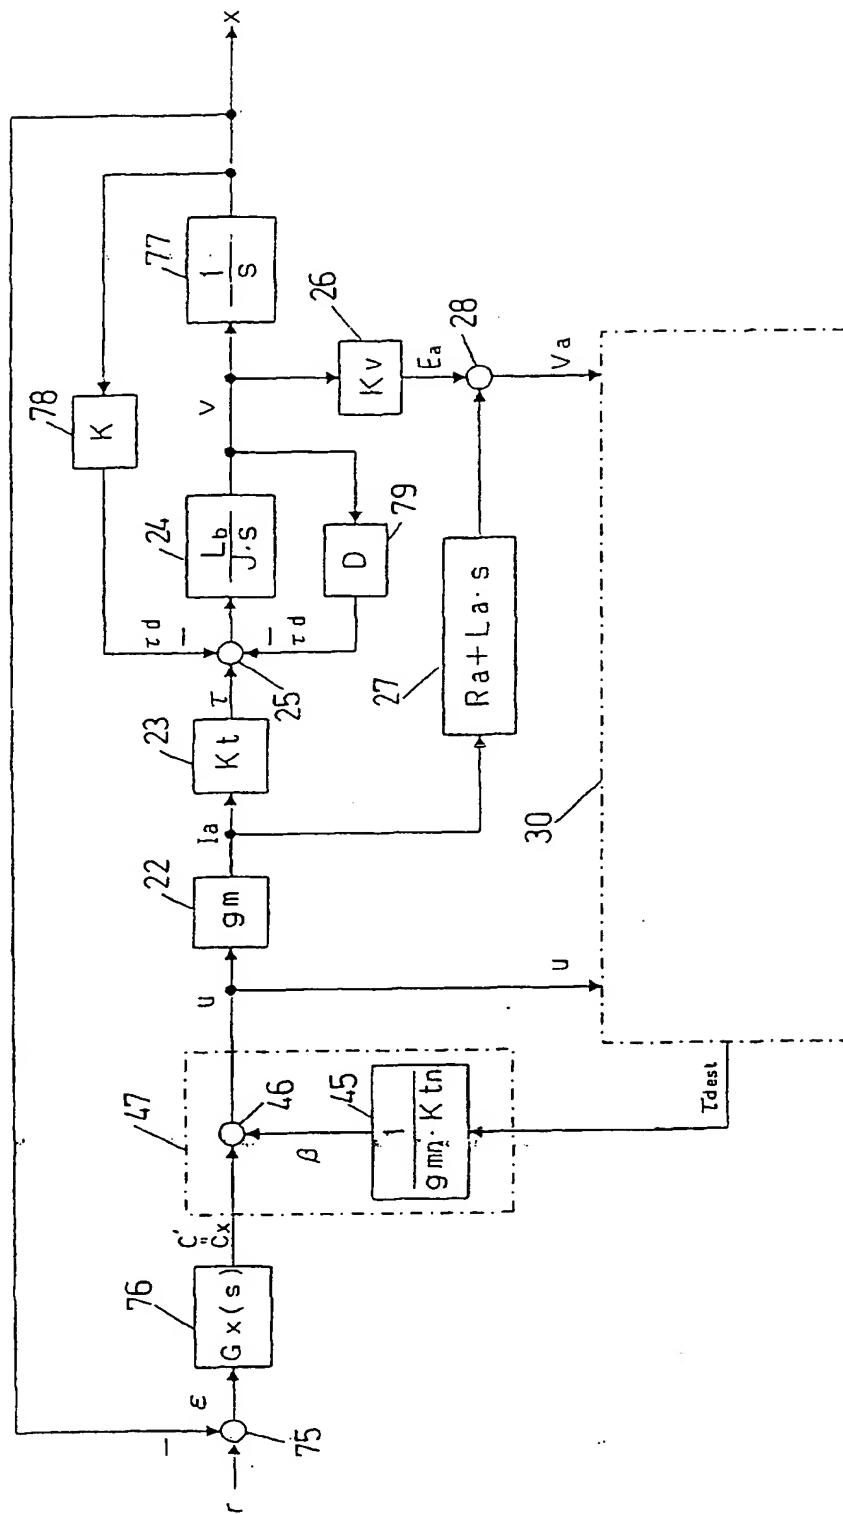 r
−
75
ε
76
G x ( s )
C'
=
Cx
47
46
β
45
1
gmn · Ktn
τdest
u
u
22
gm
Ia
23
Kt
τ
25
τd
−
−
τd
24
Lb
J·s
79
D
78
K
v
77
1
s
x
26
Kv
Ea
28
Va
27
Ra+La·s
30